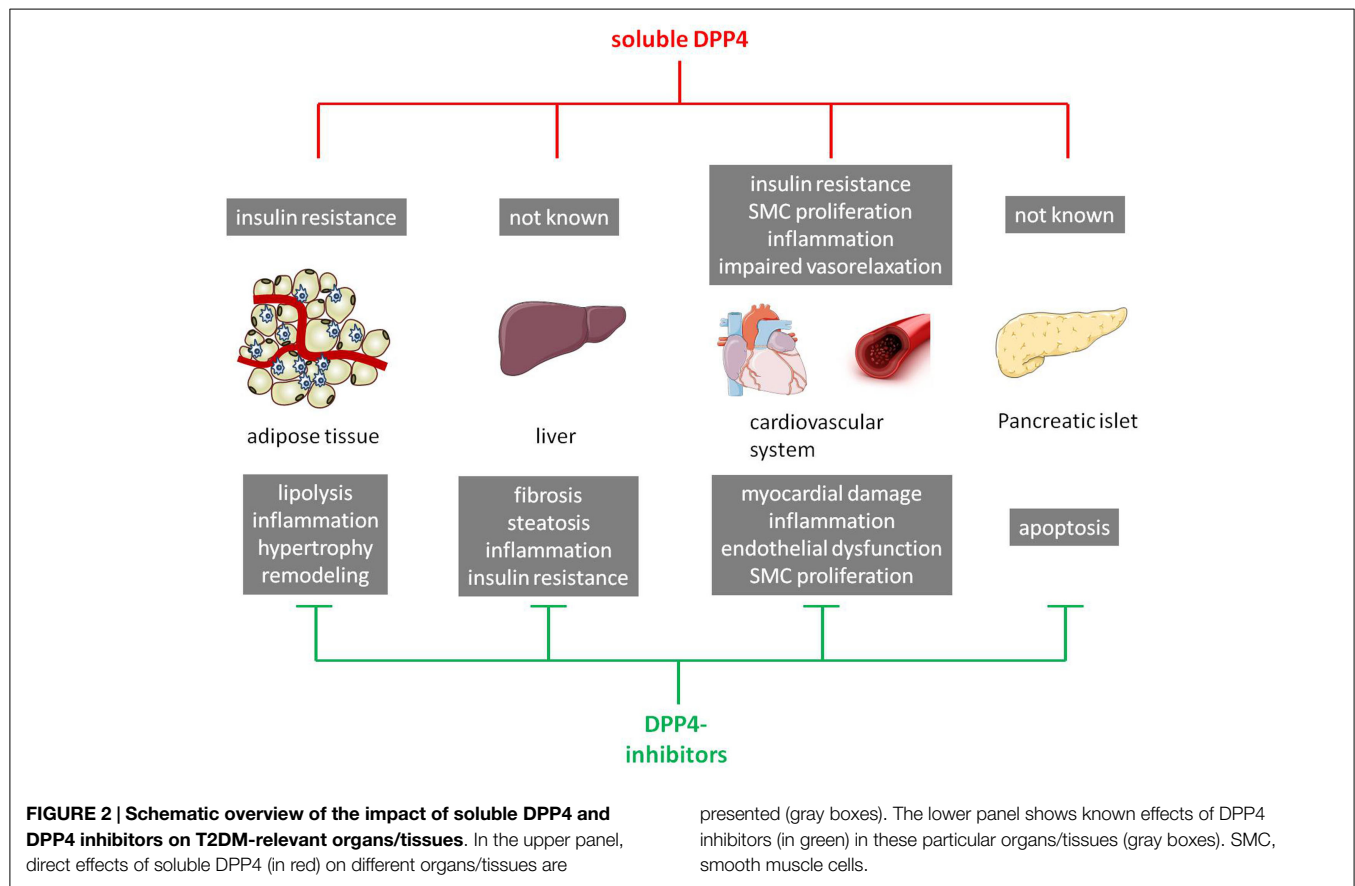 soluble DPP4
insulin resistance
not known
insulin resistance
SMC proliferation
inflammation
impaired vasorelaxation
not known
adipose tissue
liver
cardiovascular
system
Pancreatic islet
lipolysis
inflammation
hypertrophy
remodeling
fibrosis
steatosis
inflammation
insulin resistance
myocardial damage
inflammation
endothelial dysfunction
SMC proliferation
apoptosis
DPP4-
inhibitors
FIGURE 2 | Schematic overview of the impact of soluble DPP4 and
DPP4 inhibitors on T2DM-relevant organs/tissues. In the upper panel,
direct effects of soluble DPP4 (in red) on different organs/tissues are
presented (gray boxes). The lower panel shows known effects of DPP4
inhibitors (in green) in these particular organs/tissues (gray boxes). SMC,
smooth muscle cells.